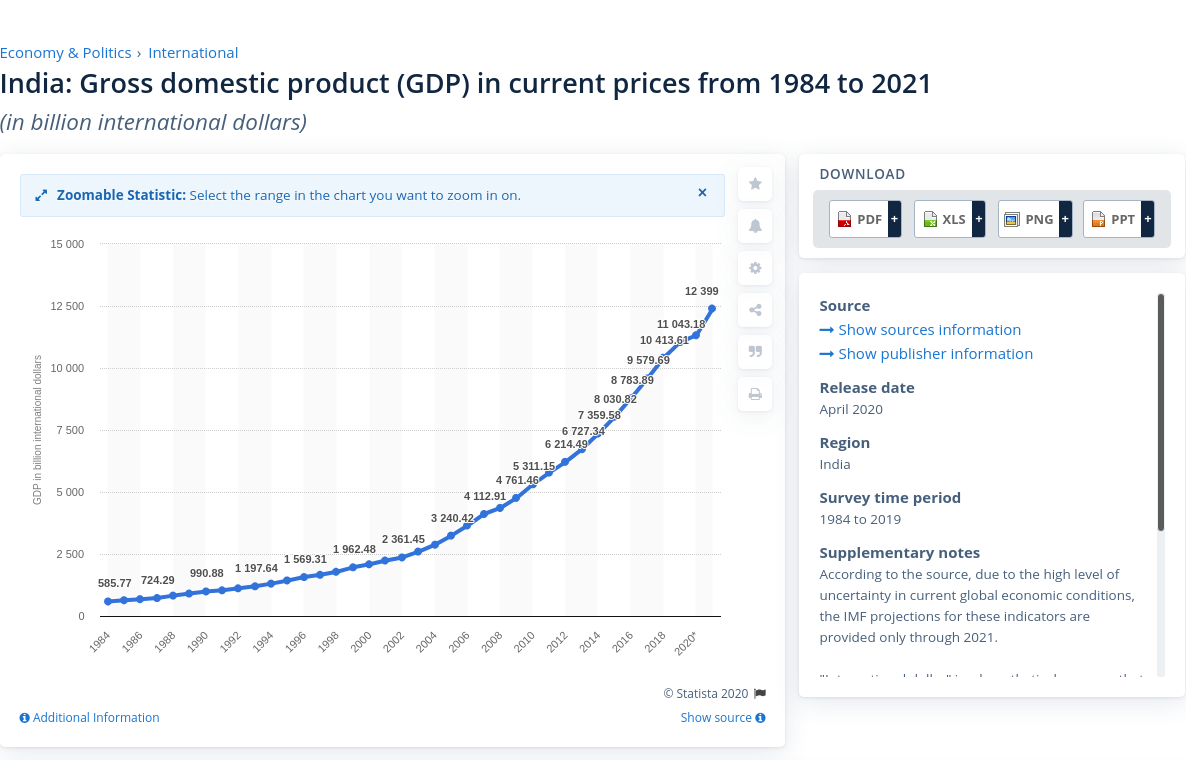 Economy & Politics › International
India: Gross domestic product (GDP) in current prices from 1984 to 2021
(in billion international dollars)
Zoomable Statistic: Select the range in the chart you want to zoom in on. ×
15 000
12 500
10 000
7 500
5 000
2 500
0
GDP in billion international dollars
585.77
724.29
990.88
1 197.64
1 569.31
1 962.48
2 361.45
3 240.42
4 112.91
4 761.46
5 311.15
6 214.49
6 727.34
7 359.58
8 030.82
8 783.89
9 579.69
10 413.61
11 043.18
12 399
1984
1986
1988
1990
1992
1994
1996
1998
2000
2002
2004
2006
2008
2010
2012
2014
2016
2018
2020*
© Statista 2020
Additional Information
Show source
DOWNLOAD
PDF + XLS + PNG + PPT +
Source
Show sources information
Show publisher information
Release date
April 2020
Region
India
Survey time period
1984 to 2019
Supplementary notes
According to the source, due to the high level of
uncertainty in current global economic conditions,
the IMF projections for these indicators are
provided only through 2021.